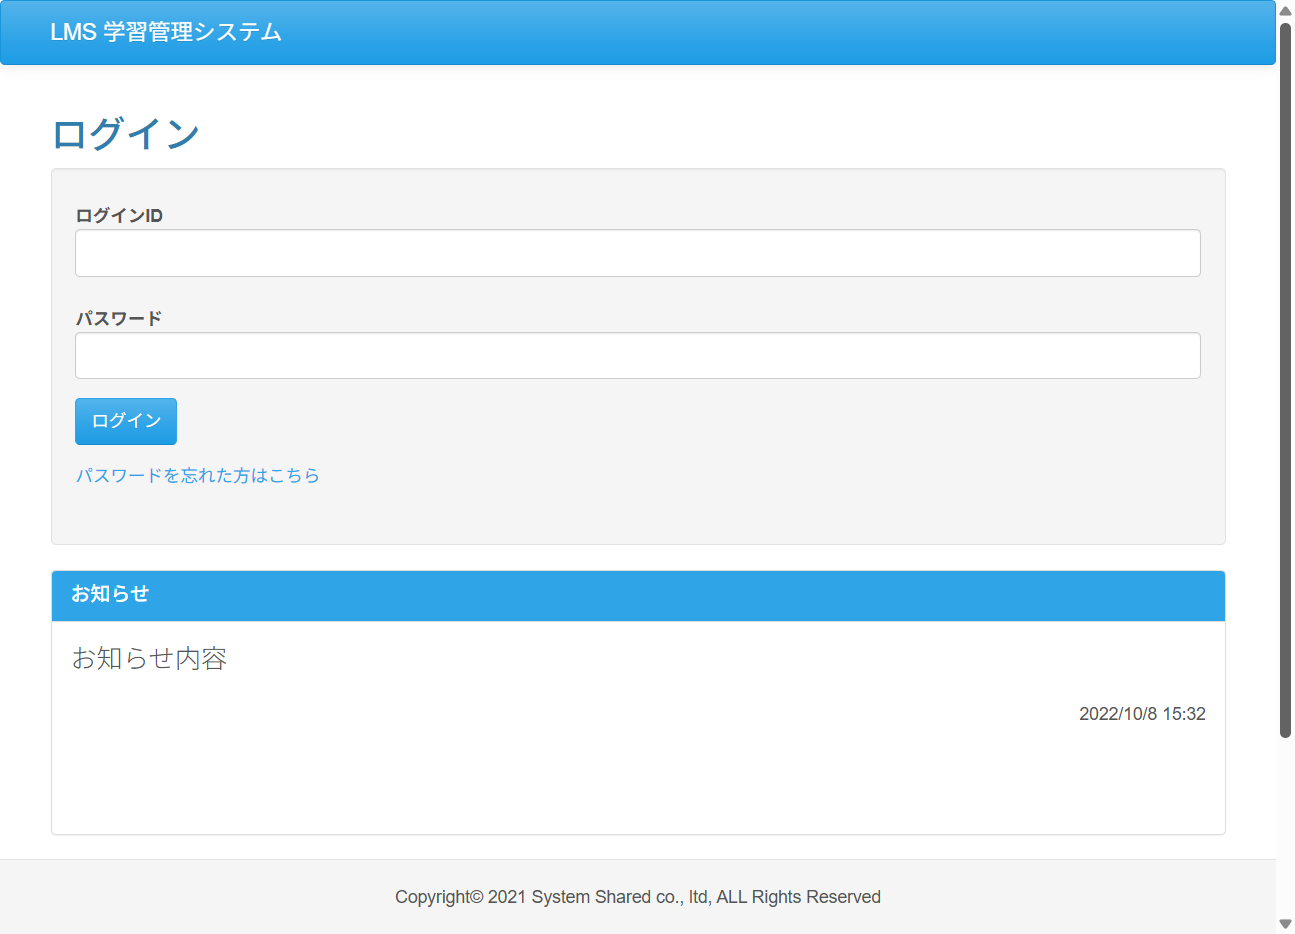 LMS 学習管理システム
ログイン
ログインID
パスワード
ログイン
パスワードを忘れた方はこちら
お知らせ
お知らせ内容
2022/10/8 15:32
Copyright© 2021 System Shared co., ltd, ALL Rights Reserved